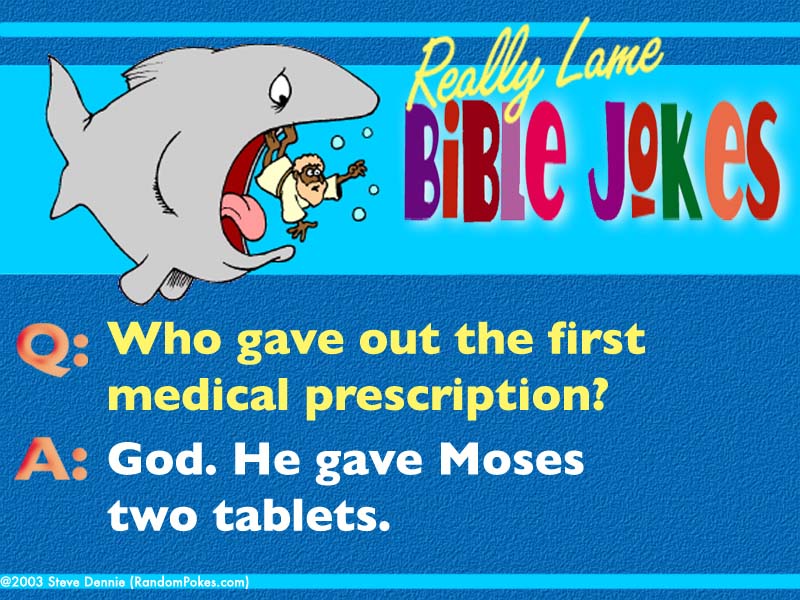 Really Lame
BiBLe JoKeS
Q: Who gave out the first
medical prescription?
A: God. He gave Moses
two tablets.
©2003 Steve Dennie (RandomPokes.com)